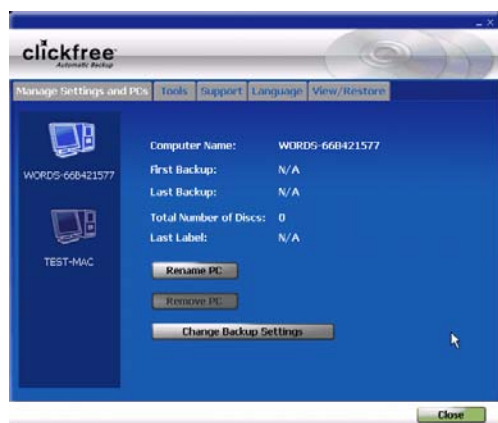 clickfree
Automatic Backup
Manage Settings and PCs Tools Support Language View/Restore
WORDS-66B421577
TEST-MAC
Computer Name: WORDS-66B421577
First Backup: N/A
Last Backup: N/A
Total Number of Discs: 0
Last Label: N/A
Rename PC
Remove PC
Change Backup Settings
Close